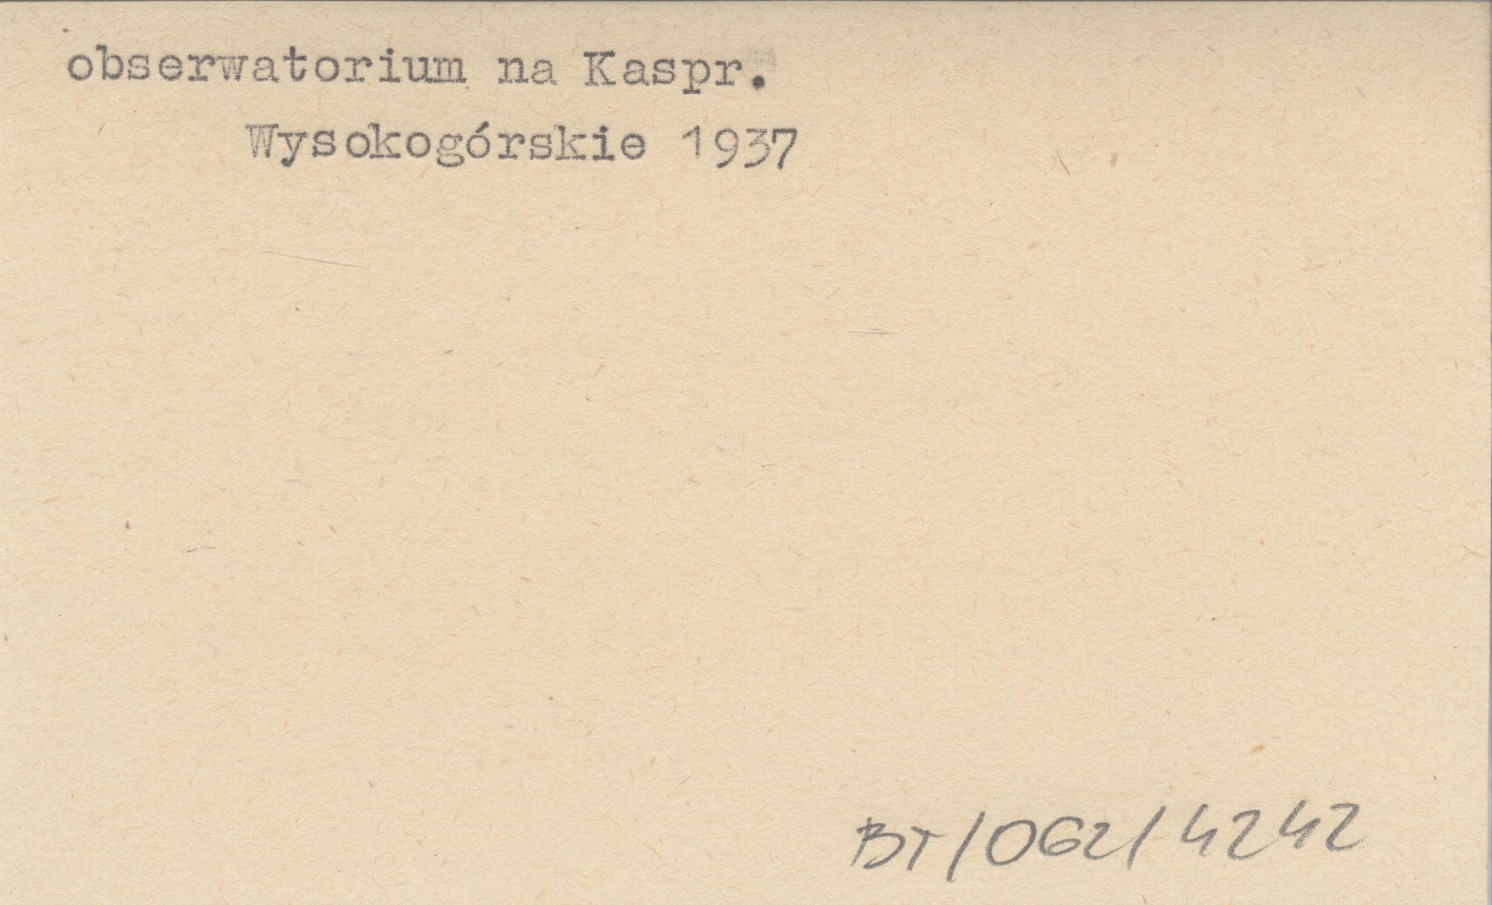 obserwatorium na Kaspr.
Wysokogórskie 1937
BT/062/4242